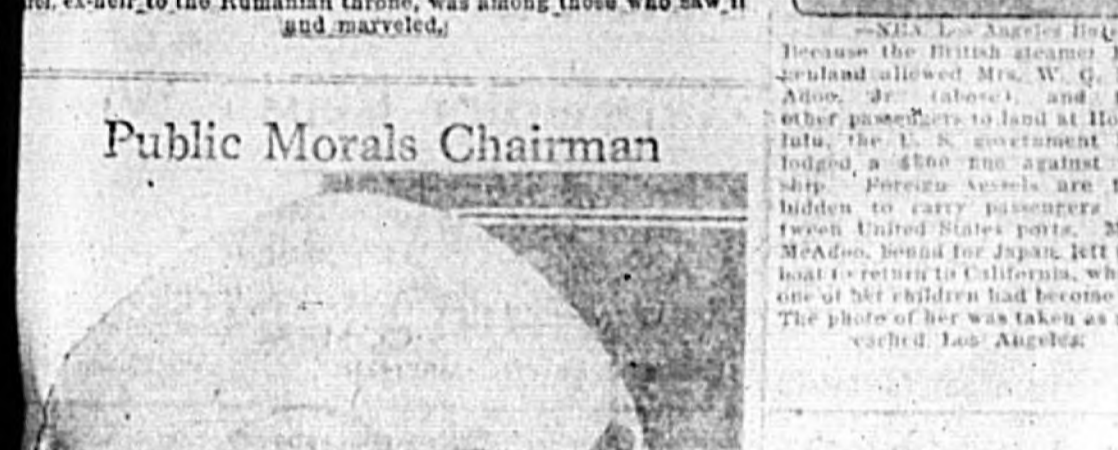 ex-heir to the Rumanian throne, was among those who saw it
and marveled.
Public Morals Chairman
—NEA, Los Angeles
Because the British steamer
allowed Mrs. W. G.
Adoo, Jr. (above), and
other passengers to land at Ho
lulu, the U. S. government
lodged a fine against
ship. Foreign vessels are
hidden to carry passengers
tween United States ports. M
McAdoo, bound for Japan, left
boat to return to California, wh
one of her children had become
The photo of her was taken as
eached Los Angeles.